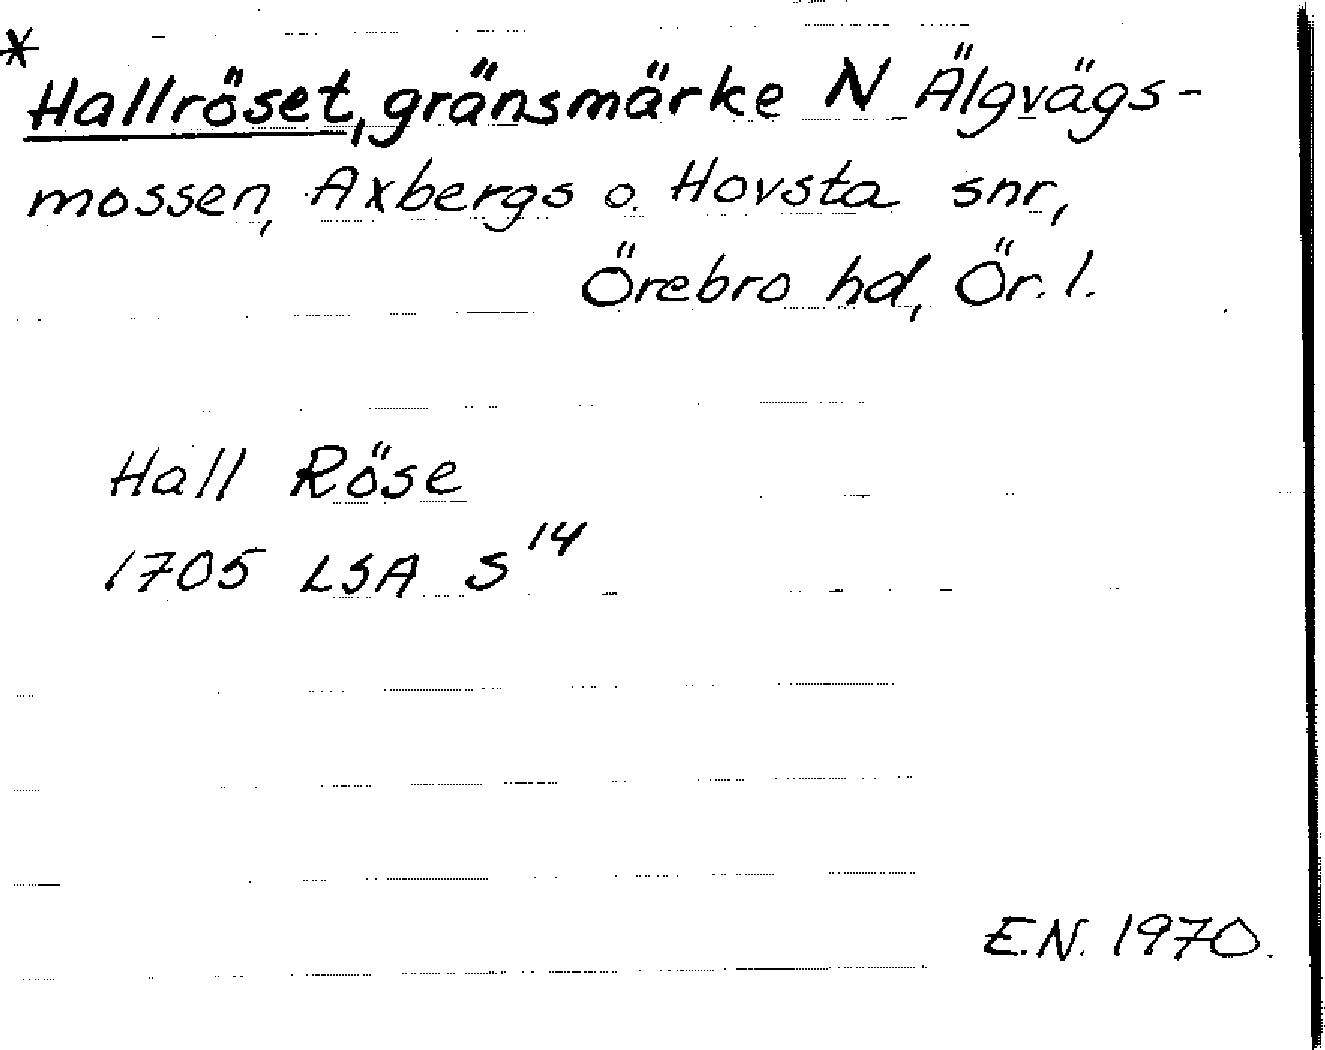 *
Hallröset, gränsmärke N Älgvägs-
mossen, Axbergs o. Hovsta snr,
Örebro hd, Ör. l.
Hall Röse
1705 LSA S¹⁴
E.N. 1970.